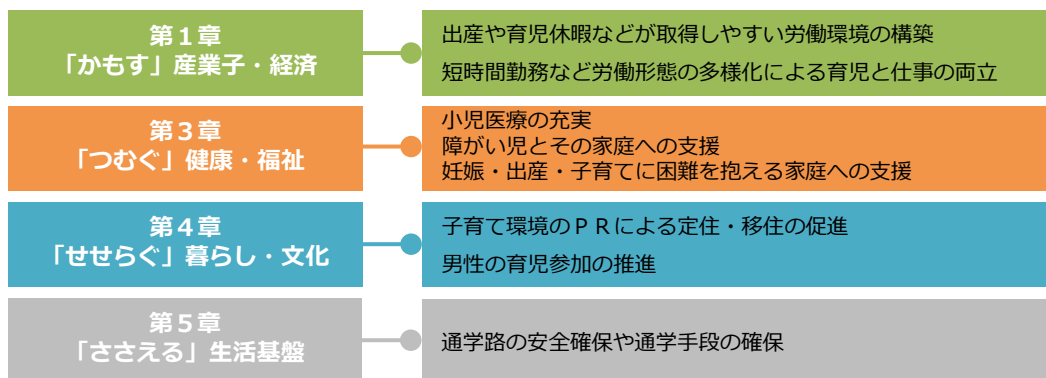 第１章
「かもす」産業子・経済
出産や育児休暇などが取得しやすい労働環境の構築
短時間勤務など労働形態の多様化による育児と仕事の両立
第３章
「つむぐ」健康・福祉
小児医療の充実
障がい児とその家庭への支援
妊娠・出産・子育てに困難を抱える家庭への支援
第４章
「せせらぐ」暮らし・文化
子育て環境のＰＲによる定住・移住の促進
男性の育児参加の推進
第５章
「ささえる」生活基盤
通学路の安全確保や通学手段の確保